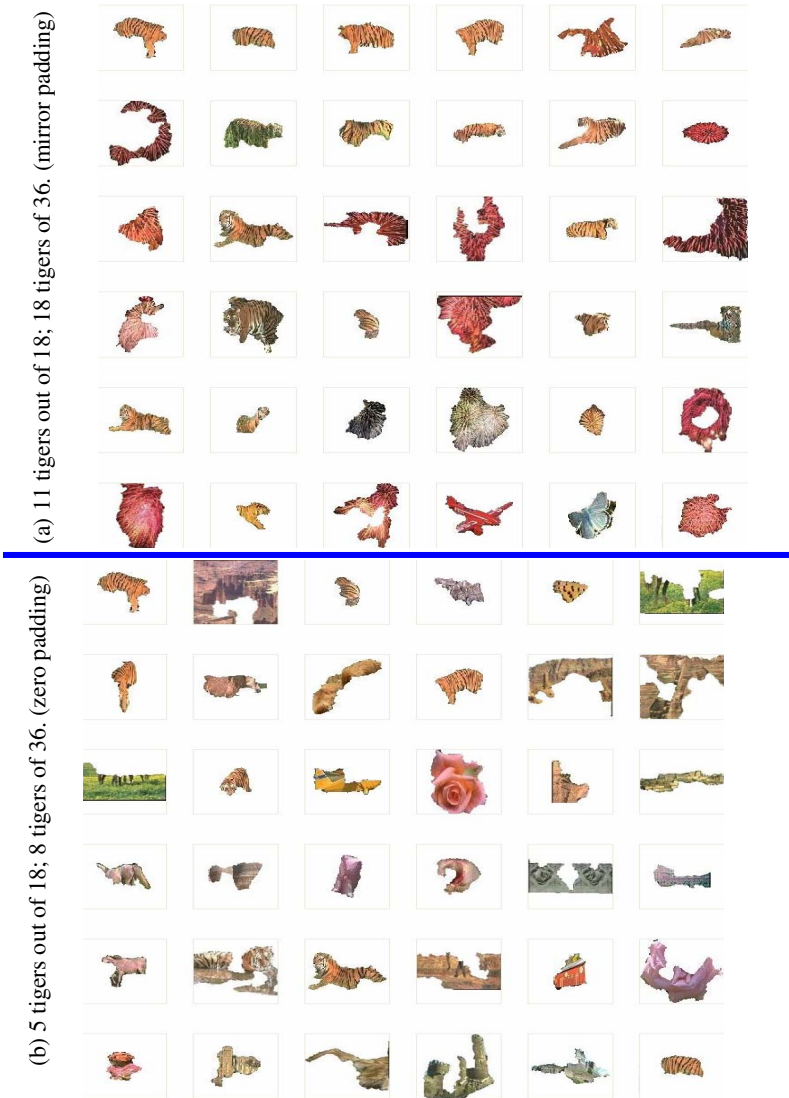 (a) 11 tigers out of 18; 18 tigers of 36. (mirror padding)
(b) 5 tigers out of 18; 8 tigers of 36. (zero padding)